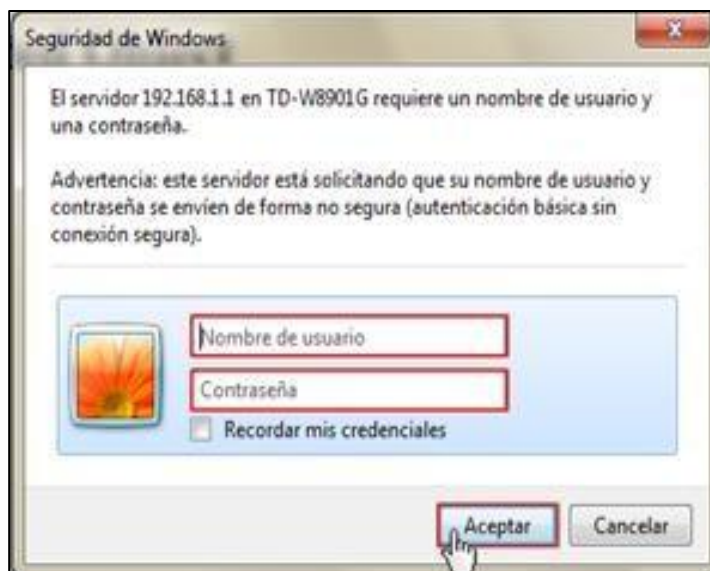 Seguridad de Windows
El servidor 192.168.1.1 en TD-W8901G requiere un nombre de usuario y
una contraseña.
Advertencia: este servidor está solicitando que su nombre de usuario y
contraseña se envíen de forma no segura (autenticación básica sin
conexión segura).
Nombre de usuario
Contraseña
Recordar mis credenciales
Aceptar
Cancelar